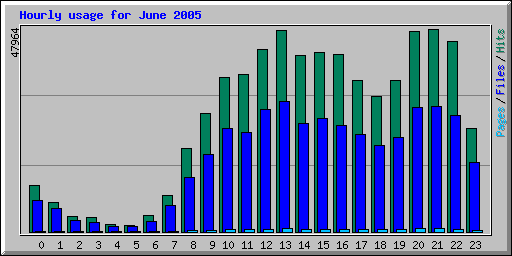 Hourly usage for June 2005
47964
Pages / Files / Hits
0 1 2 3 4 5 6 7 8 9 10 11 12 13 14 15 16 17 18 19 20 21 22 23